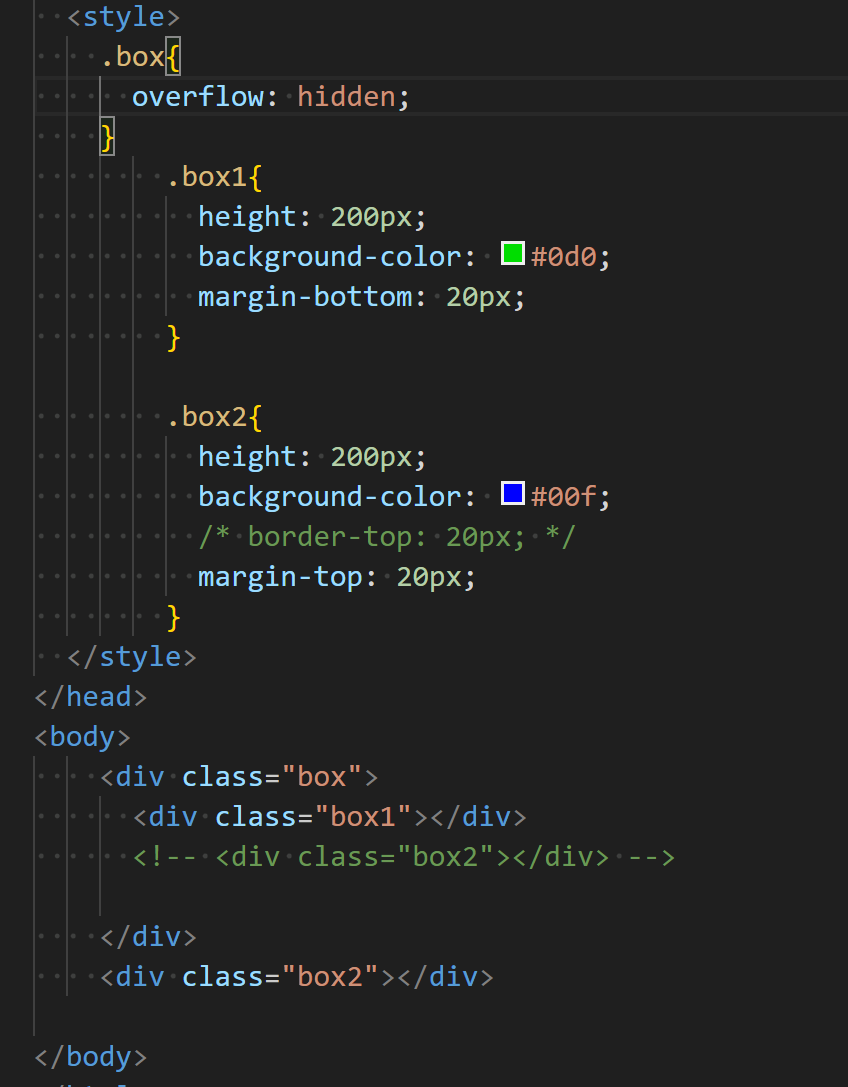 <style>
.box{
overflow: hidden;
}
.box1{
height: 200px;
background-color: #0d0;
margin-bottom: 20px;
}
.box2{
height: 200px;
background-color: #00f;
/* border-top: 20px; */
margin-top: 20px;
}
</style>
</head>
<body>
<div class="box">
<div class="box1"></div>
<!-- <div class="box2"></div> -->
</div>
<div class="box2"></div>
</body>